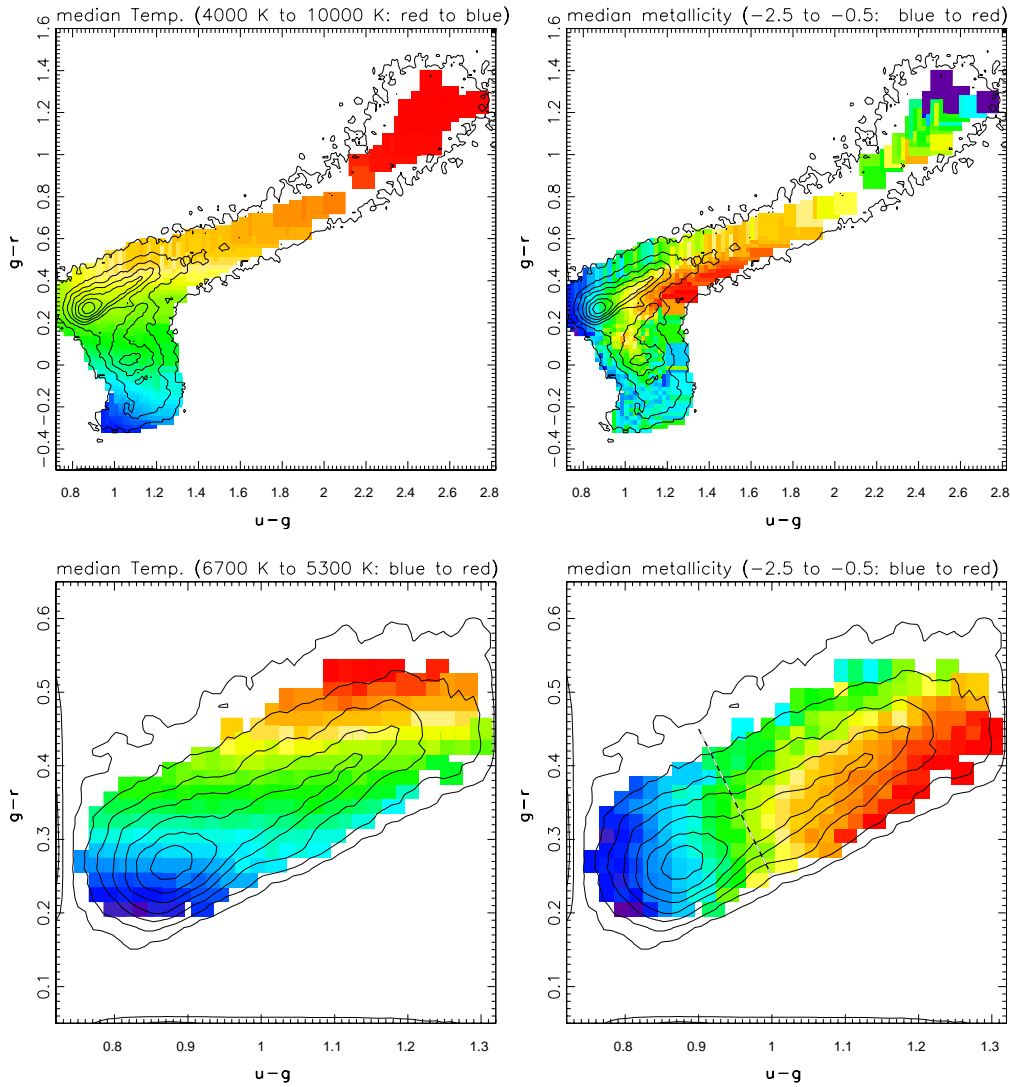 median Temp. (4000 K to 10000 K: red to blue)
median metallicity (−2.5 to −0.5: blue to red)
1.6
1.4
1.2
1
0.8
0.6
0.4
0.2
0
−0.2
−0.4
g−r
0.8 1 1.2 1.4 1.6 1.8 2 2.2 2.4 2.6 2.8
u−g
1.6
1.4
1.2
1
0.8
0.6
0.4
0.2
0
−0.2
−0.4
g−r
0.8 1 1.2 1.4 1.6 1.8 2 2.2 2.4 2.6 2.8
u−g
median Temp. (6700 K to 5300 K: blue to red)
median metallicity (−2.5 to −0.5: blue to red)
0.6
0.5
0.4
0.3
0.2
0.1
g−r
0.8 0.9 1 1.1 1.2 1.3
u−g
0.6
0.5
0.4
0.3
0.2
0.1
g−r
0.8 0.9 1 1.1 1.2 1.3
u−g